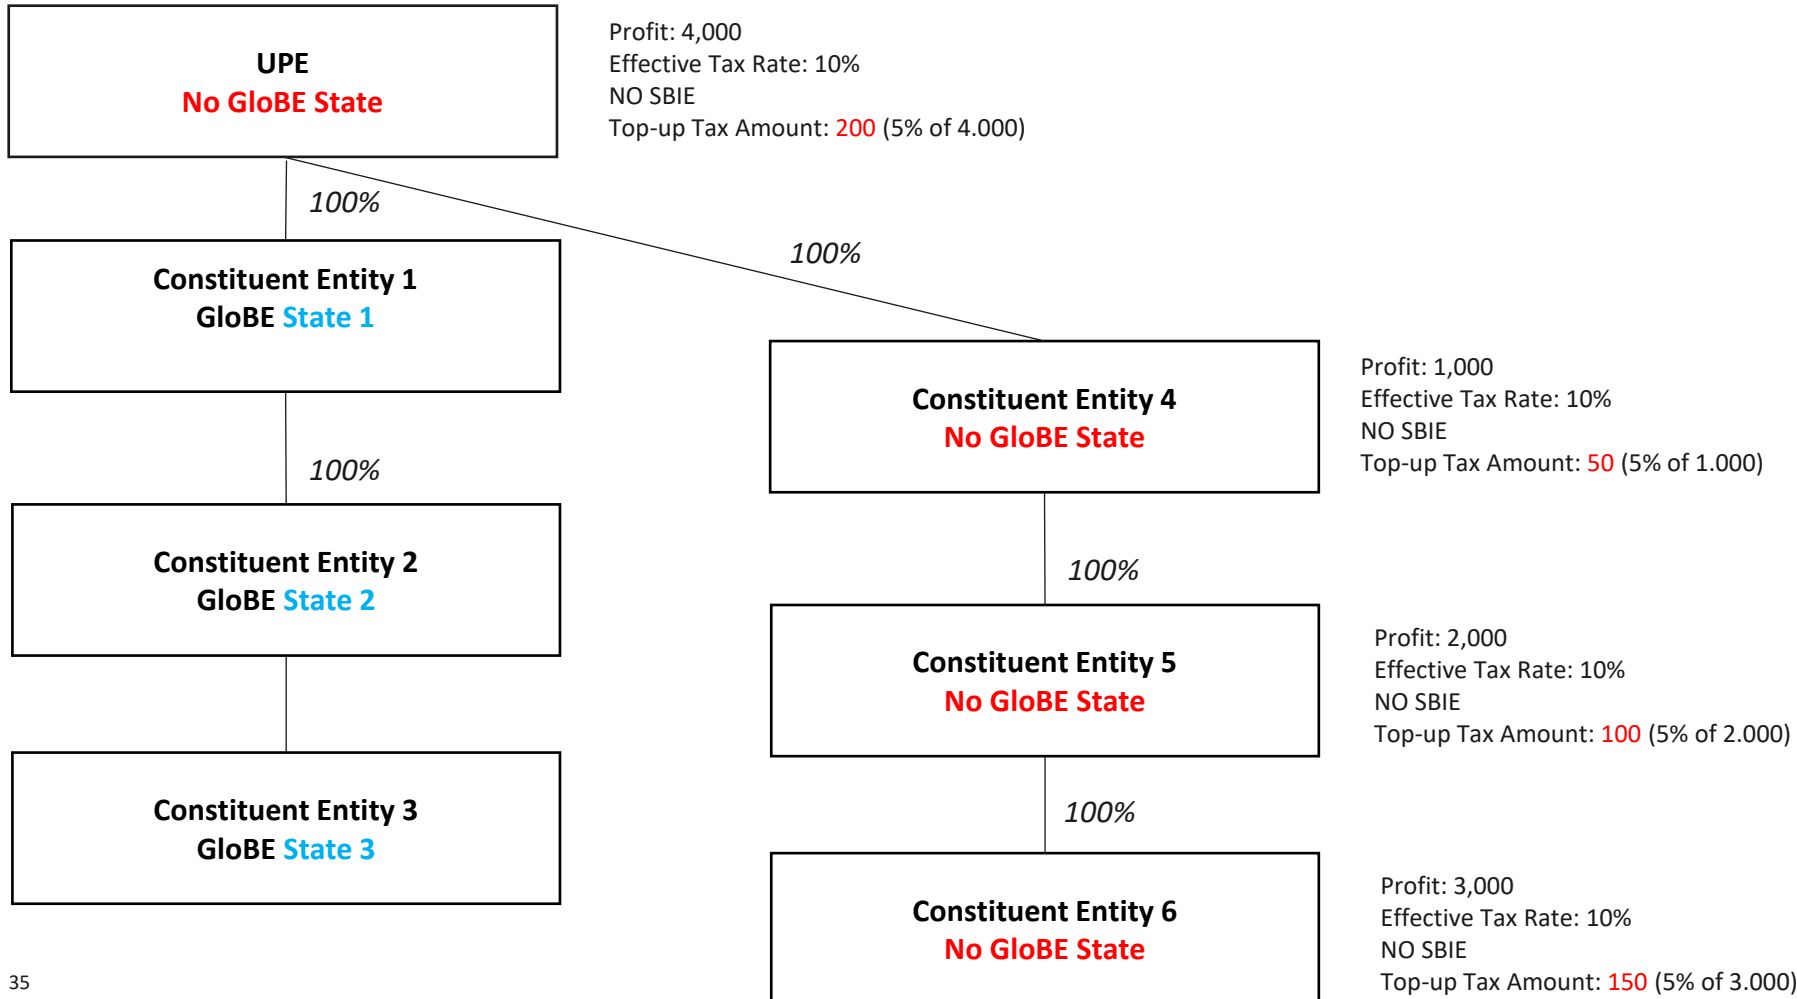 UPE
No GloBE State
Profit: 4,000
Effective Tax Rate: 10%
NO SBIE
Top-up Tax Amount: 200 (5% of 4.000)
100%
100%
Constituent Entity 1
GloBE State 1
100%
Constituent Entity 2
GloBE State 2
Constituent Entity 3
GloBE State 3
Constituent Entity 4
No GloBE State
Profit: 1,000
Effective Tax Rate: 10%
NO SBIE
Top-up Tax Amount: 50 (5% of 1.000)
100%
Constituent Entity 5
No GloBE State
Profit: 2,000
Effective Tax Rate: 10%
NO SBIE
Top-up Tax Amount: 100 (5% of 2.000)
100%
Constituent Entity 6
No GloBE State
Profit: 3,000
Effective Tax Rate: 10%
NO SBIE
Top-up Tax Amount: 150 (5% of 3.000)
35